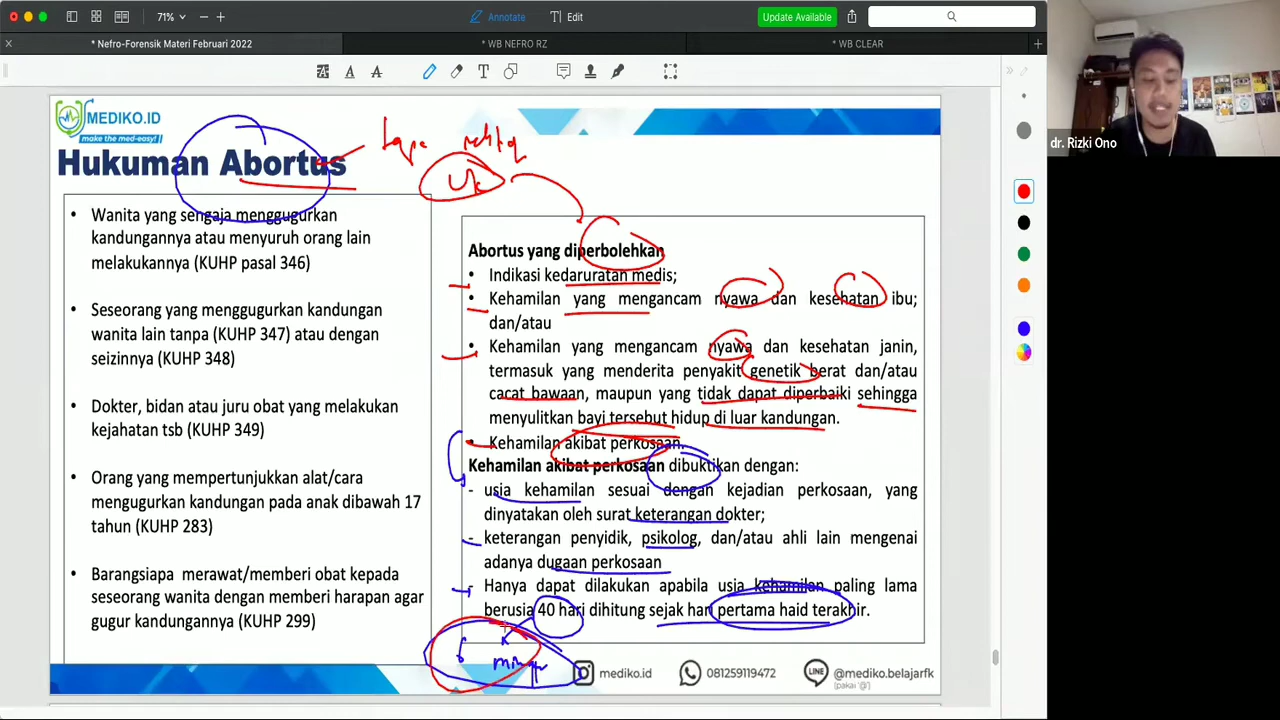 71%
Annotate
Edit
Update Available
* Nefro-Forensik Materi Februari 2022
* WB NEFRO RZ
* WB CLEAR
MEDIKO.ID
make the med-easy!
Hukuman Abortus
Wanita yang sengaja menggugurkan
kandungannya atau menyuruh orang lain
melakukannya (KUHP pasal 346)
Seseorang yang menggugurkan kandungan
wanita lain tanpa (KUHP 347) atau dengan
seizinnya (KUHP 348)
Dokter, bidan atau juru obat yang melakukan
kejahatan tsb (KUHP 349)
Orang yang mempertunjukkan alat/cara
mengugurkan kandungan pada anak dibawah 17
tahun (KUHP 283)
Barangsiapa merawat/memberi obat kepada
seseorang wanita dengan memberi harapan agar
gugur kandungannya (KUHP 299)
UK
Abortus yang diperbolehkan
Indikasi kedaruratan medis;
Kehamilan yang mengancam nyawa dan kesehatan ibu;
dan/atau
Kehamilan yang mengancam nyawa dan kesehatan janin,
termasuk yang menderita penyakit genetik berat dan/atau
cacat bawaan, maupun yang tidak dapat diperbaiki sehingga
menyulitkan bayi tersebut hidup di luar kandungan.
Kehamilan akibat perkosaan.
Kehamilan akibat perkosaan dibuktikan dengan:
- usia kehamilan sesuai dengan kejadian perkosaan, yang
dinyatakan oleh surat keterangan dokter;
- keterangan penyidik, psikolog, dan/atau ahli lain mengenai
adanya dugaan perkosaan
- Hanya dapat dilakukan apabila usia kehamilan paling lama
berusia 40 hari dihitung sejak hari pertama haid terakhir.
mediko.id
081259119472
LINE
@mediko.belajarfk
(pakai '@')
dr. Rizki Ono